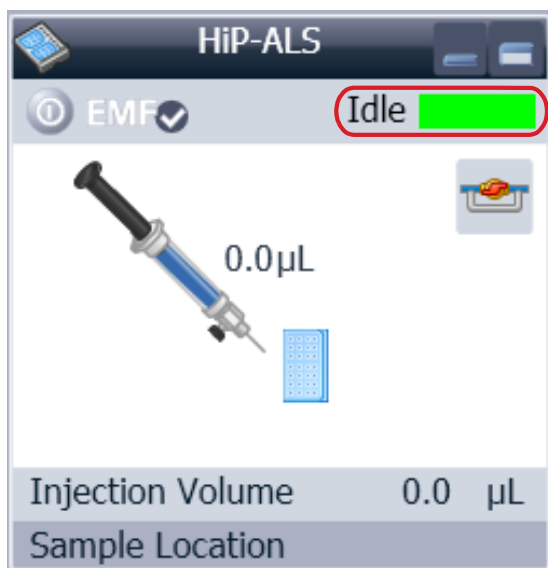 HiP-ALS
EMF Idle
0.0µL
Injection Volume 0.0 µL
Sample Location